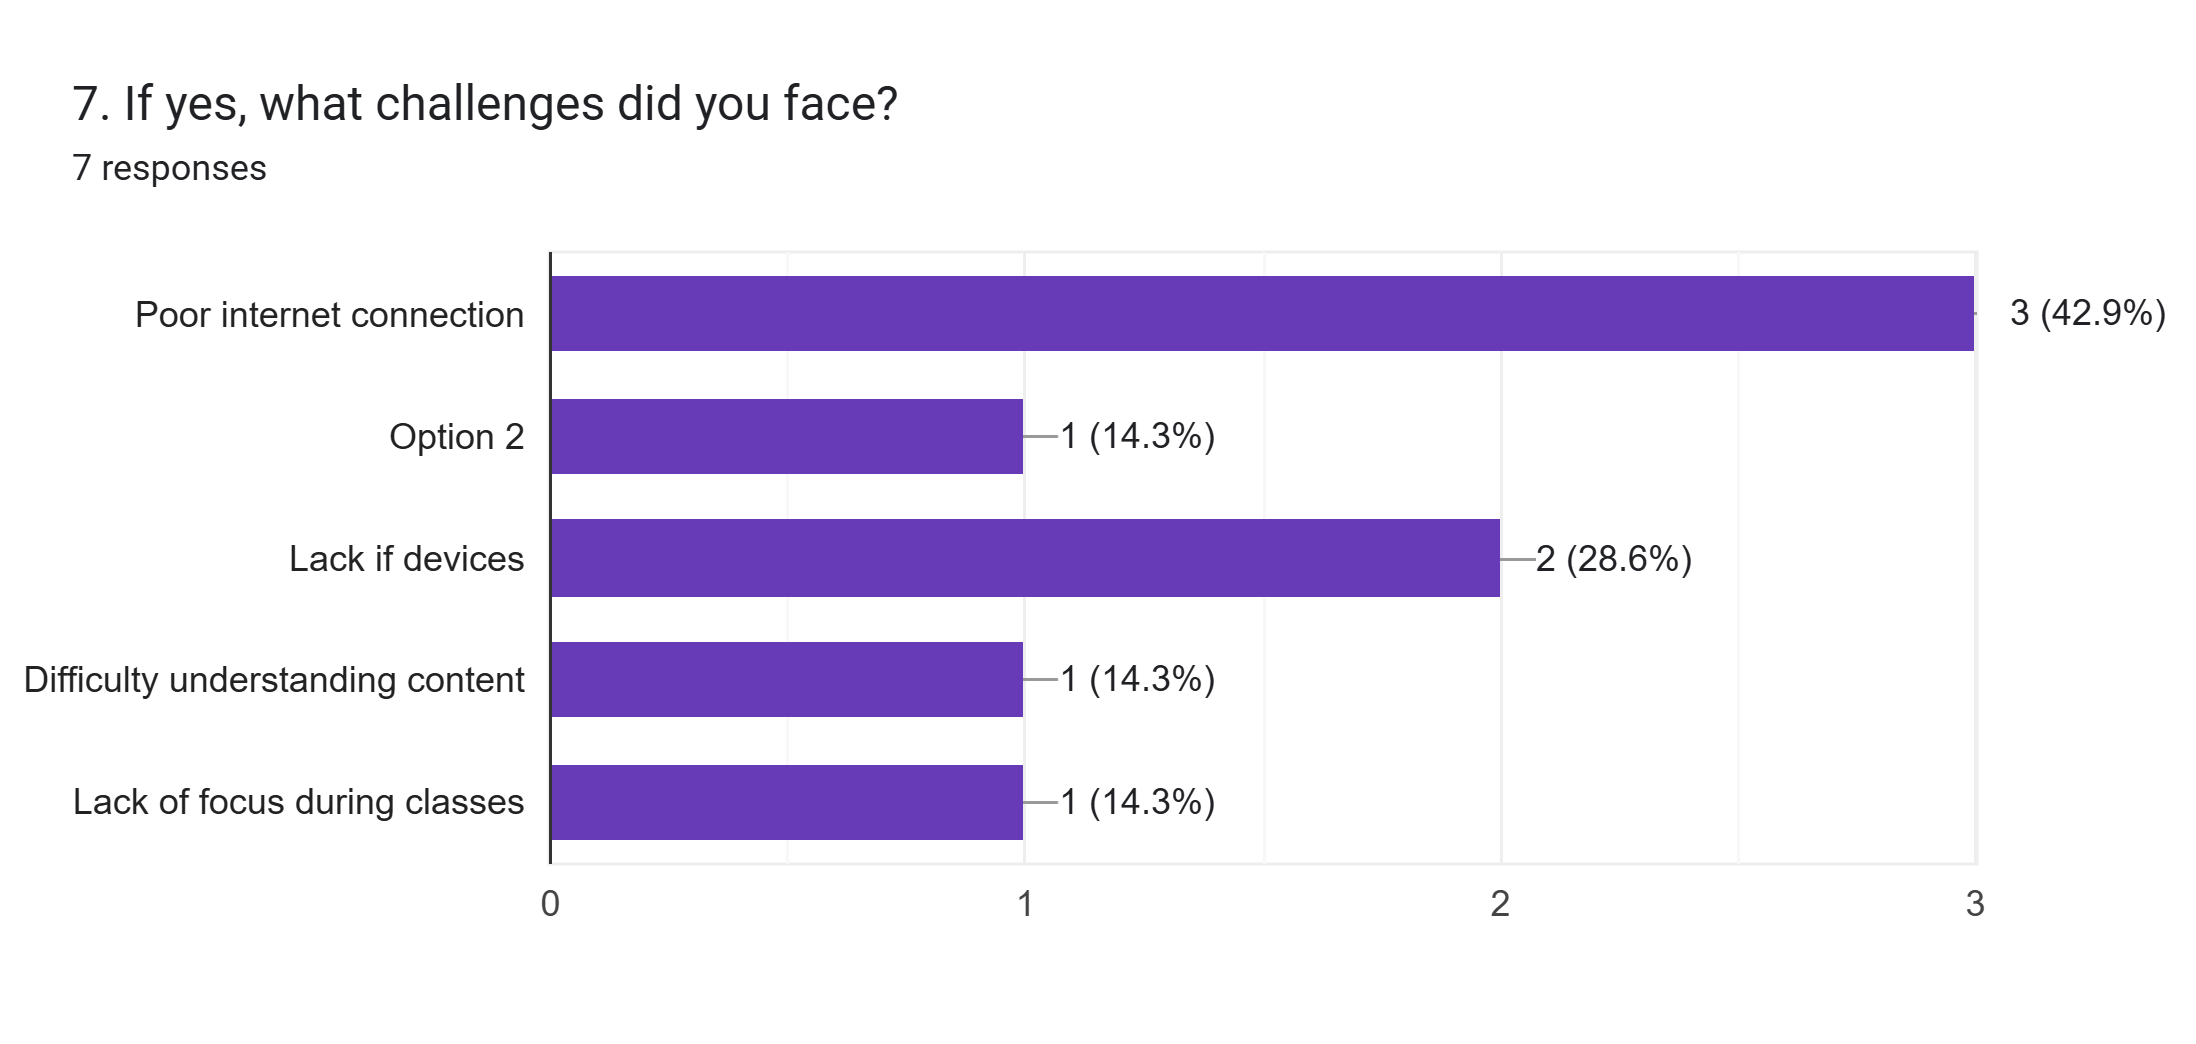 7. If yes, what challenges did you face?
7 responses
Poor internet connection 3 (42.9%)
Option 2 1 (14.3%)
Lack if devices 2 (28.6%)
Difficulty understanding content 1 (14.3%)
Lack of focus during classes 1 (14.3%)
0 1 2 3